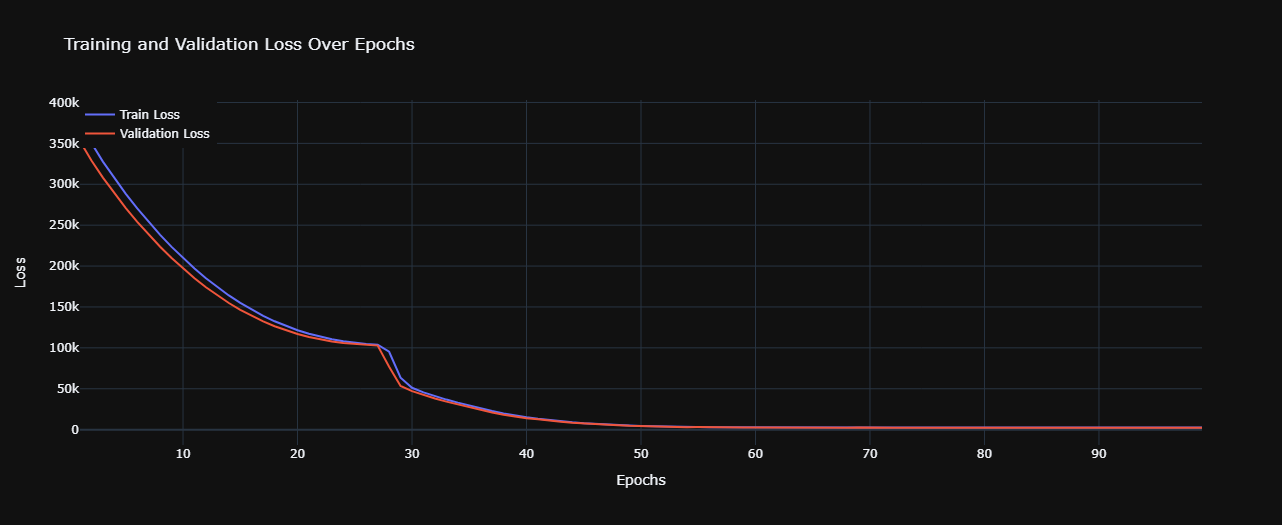 Training and Validation Loss Over Epochs
400k
Train Loss
Validation Loss
350k
300k
250k
200k
150k
100k
50k
0
Loss
10 20 30 40 50 60 70 80 90
Epochs